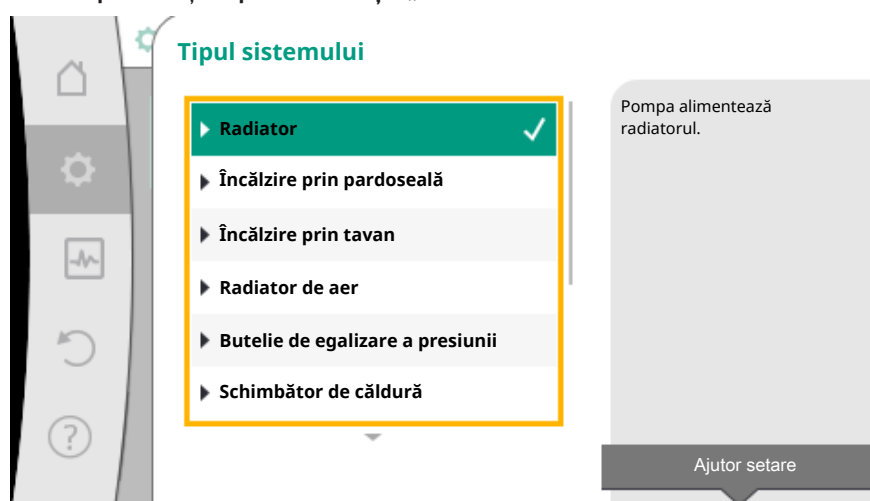 Tipul sistemului
Radiator
Încălzire prin pardoseală
Încălzire prin tavan
Radiator de aer
Butelie de egalizare a presiunii
Schimbător de căldură
Pompa alimentează
radiatorul.
Ajutor setare
?